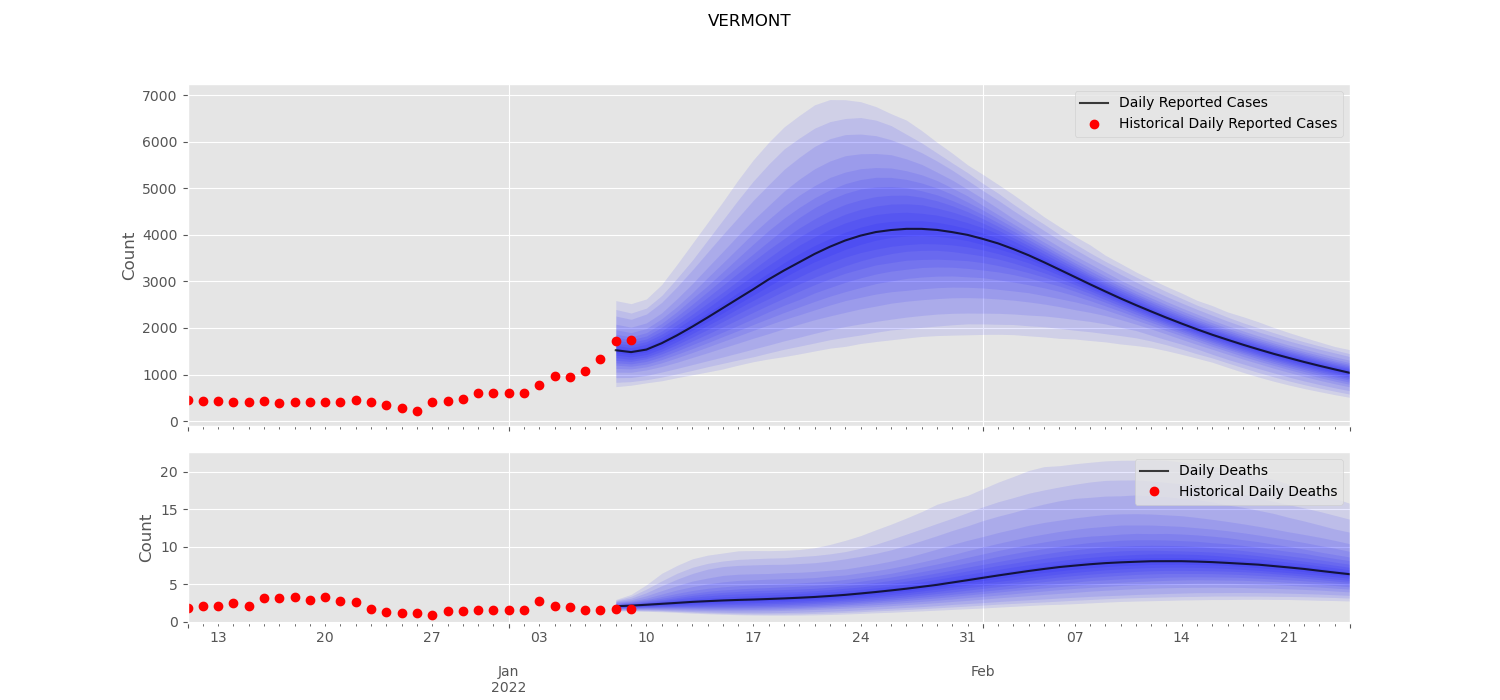 VERMONT
7000
6000
5000
4000
3000
2000
1000
0
Count
Daily Reported Cases
Historical Daily Reported Cases
20
15
10
5
0
Count
Daily Deaths
Historical Daily Deaths
13 20 27 03 10 17 24 31 07 14 21
Jan Feb
2022